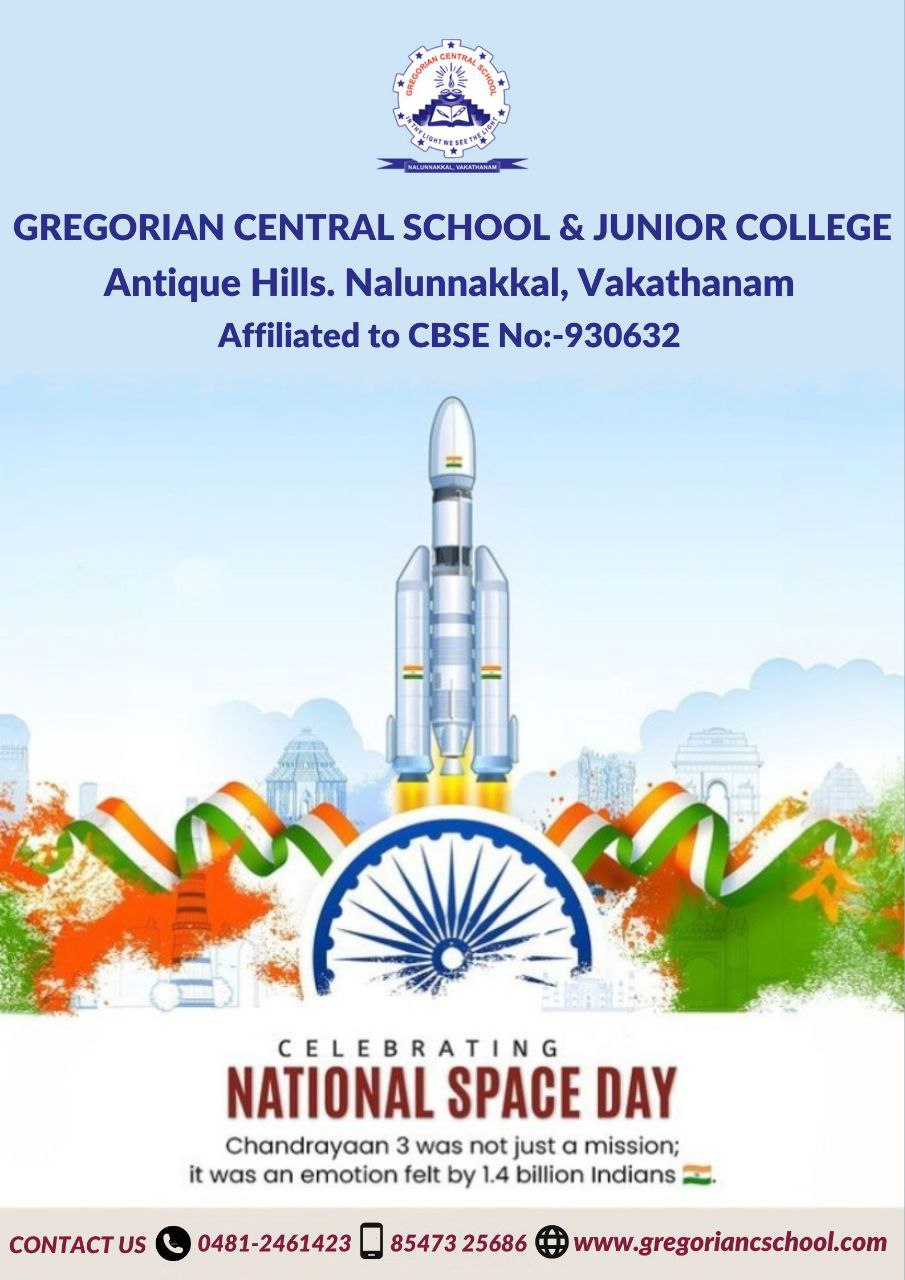 GREGORIAN CENTRAL SCHOOL
IN THY LIGHT WE SEE THE LIGHT
NALUNNAKKAL, VAKATHANAM
GREGORIAN CENTRAL SCHOOL & JUNIOR COLLEGE
Antique Hills. Nalunnakkal, Vakathanam
Affiliated to CBSE No:-930632
CELEBRATING
NATIONAL SPACE DAY
Chandrayaan 3 was not just a mission;
it was an emotion felt by 1.4 billion Indians 🇮🇳.
CONTACT US 0481-2461423 85473 25686 www.gregoriancschool.com